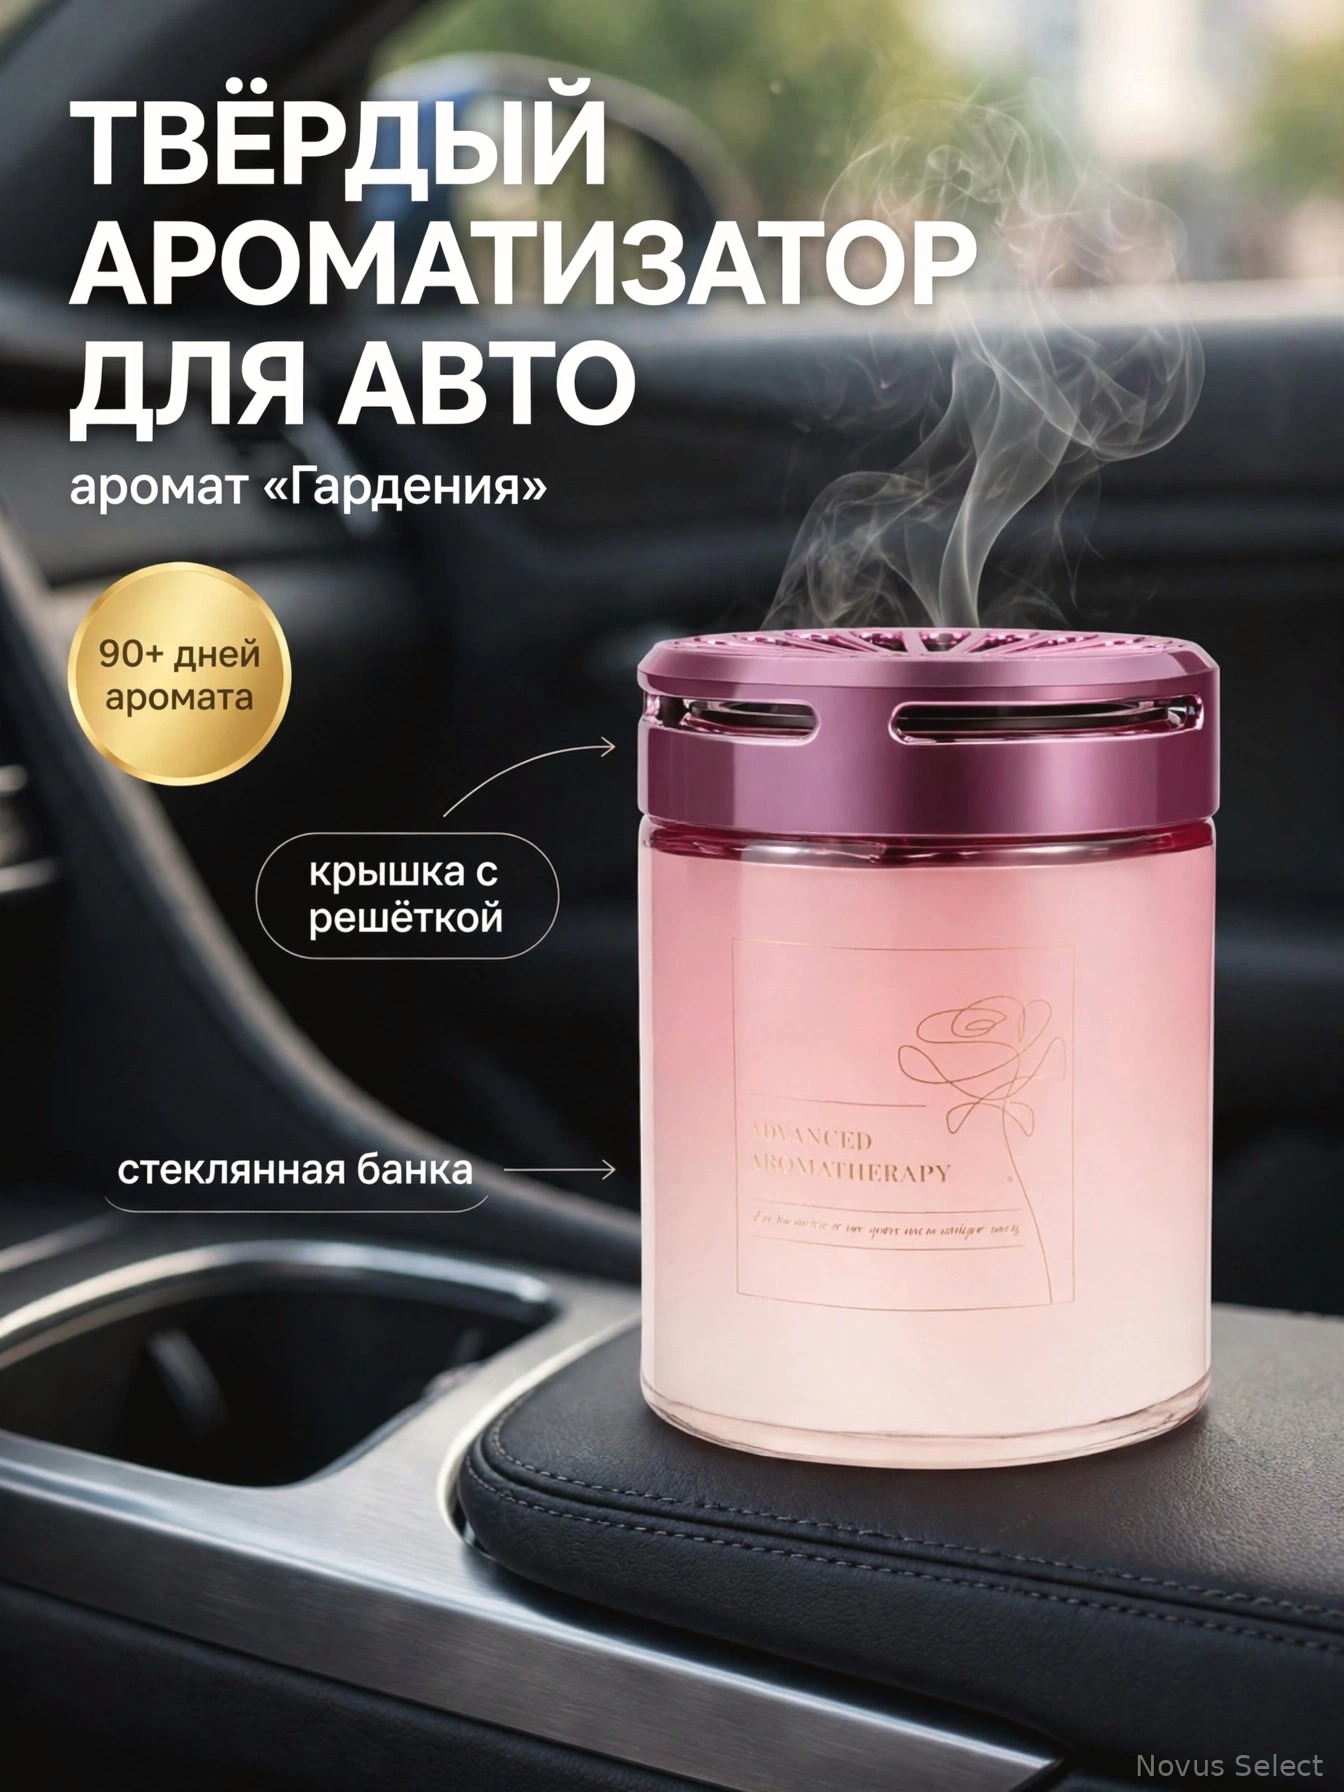 ТВЁРДЫЙ
АРОМАТИЗАТОР
ДЛЯ АВТО
аромат «Гардения»
90+ дней
аромата
крышка с
решёткой
стеклянная банка
ADVANCED
AROMATHERAPY
Novus Select